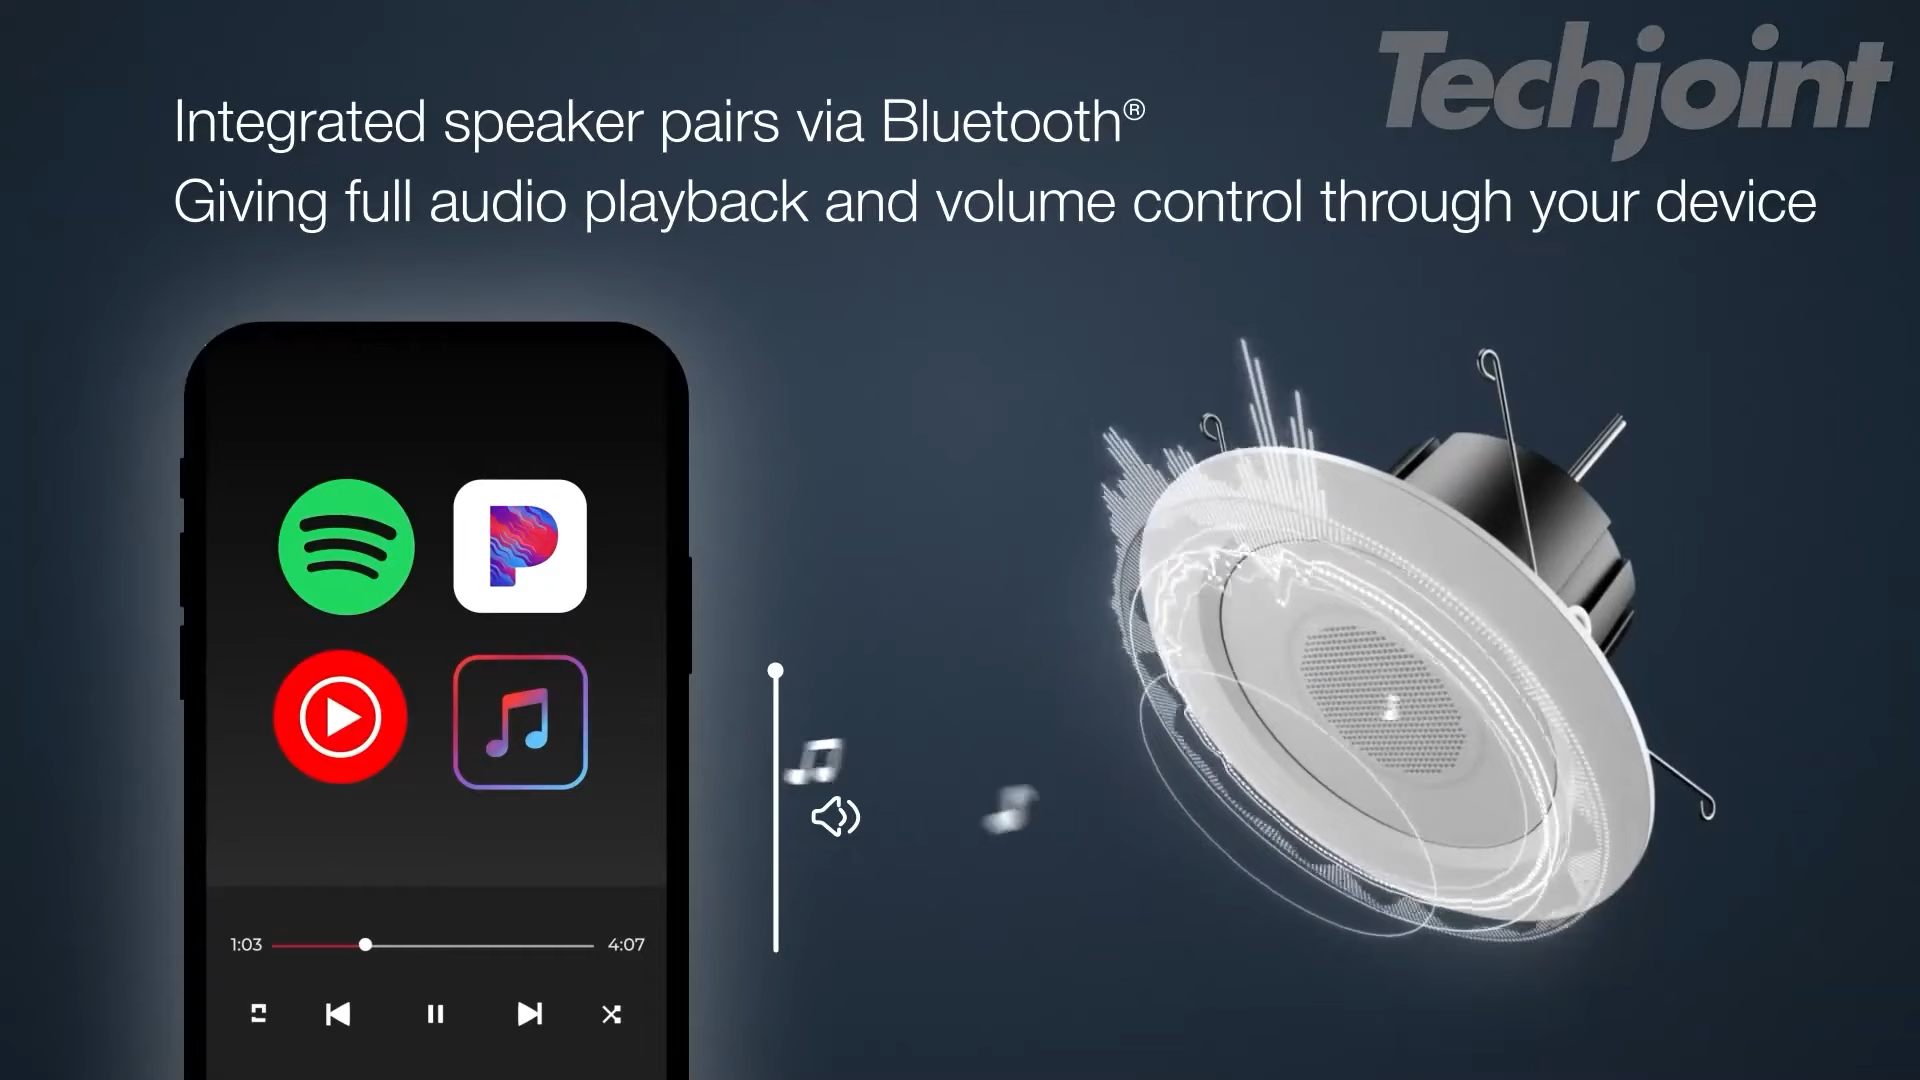 Techjoint
Integrated speaker pairs via Bluetooth®
Giving full audio playback and volume control through your device
1:03
4:07